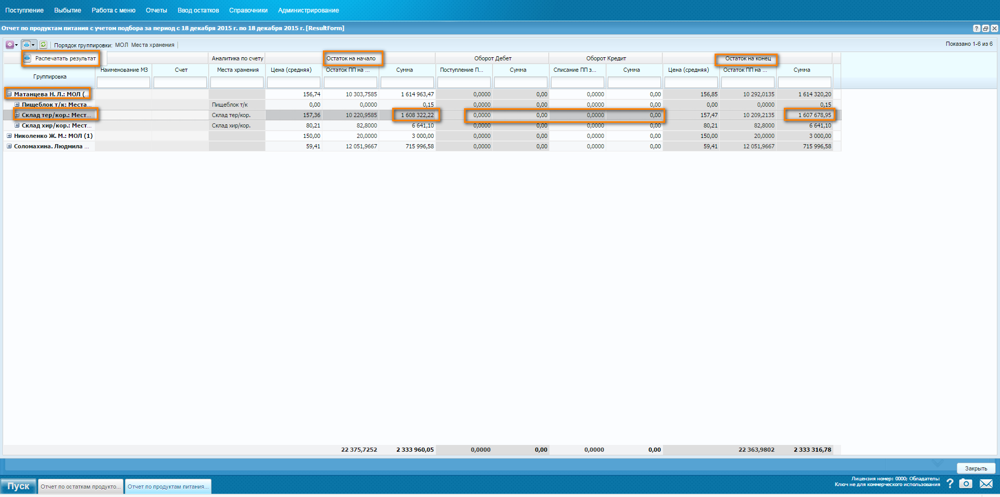 Поступление Выбытие Работа с меню Отчеты Ввод остатков Справочники Администрирование
Отчет по продуктам питания с учетом подбора за период с 18 декабря 2015 г. по 18 декабря 2015 г. [ResultForm]
Порядок группировки: МОЛ Места хранения Показано 1-6 из 6
Распечатать результат Аналитика по счету Остаток на начало Оборот Дебет Оборот Кредит Остаток на конец
Группировка Наименование МЗ Счет Места хранения Цена (средняя) Остаток ПП на ... Сумма Поступление П... Сумма Списание ПП з... Сумма Цена (средняя) Остаток ПП на ... Сумма
Матанцева Н. Л.: МОЛ (... 156,74 10 303,7585 1 614 963,47 0,0000 0,00 0,0000 0,00 156,85 10 292,0135 1 614 320,20
Пищеблок т/к: Места... Пищеблок т/к 0,00 0,0000 0,15 0,0000 0,00 0,0000 0,00 0,00 0,0000 0,15
Склад тер/кор.: Мест... Склад тер/кор. 157,36 10 220,9585 1 608 322,22 0,0000 0,00 0,0000 0,00 157,47 10 209,2135 1 607 678,95
Склад хир/кор.: Мест... Склад хир/кор. 80,21 82,8000 6 641,10 0,0000 0,00 0,0000 0,00 80,21 82,8000 6 641,10
Николенко Ж. М.: МОЛ (1) 150,00 20,0000 3 000,00 0,0000 0,00 0,0000 0,00 150,00 20,0000 3 000,00
Соломахина. Людмила ... 59,41 12 051,9667 715 996,58 0,0000 0,00 0,0000 0,00 59,41 12 051,9667 715 996,58
22 375,7252 2 333 960,05 0,0000 0,00 0,0000 0,00 22 363,9802 2 333 316,78
Закрыть
Пуск Отчет по остаткам продукто... Отчет по продуктам питания...
Лицензия номер: 0000; Обладатель:
Ключ не для коммерческого использования